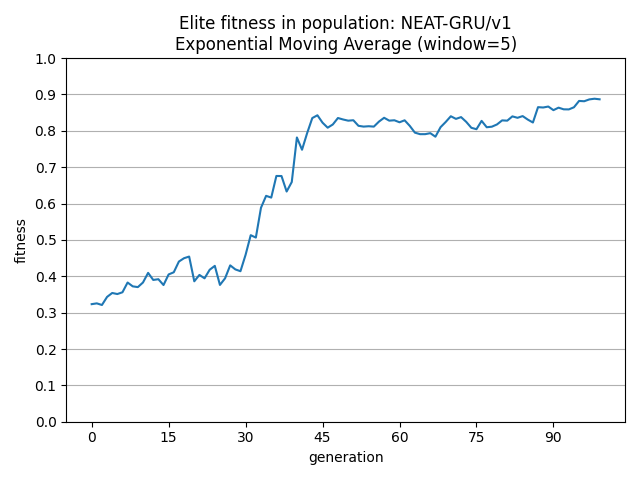 Elite fitness in population: NEAT-GRU/v1
Exponential Moving Average (window=5)
1.0
0.9
0.8
0.7
0.6
0.5
0.4
0.3
0.2
0.1
0.0
fitness
0 15 30 45 60 75 90
generation